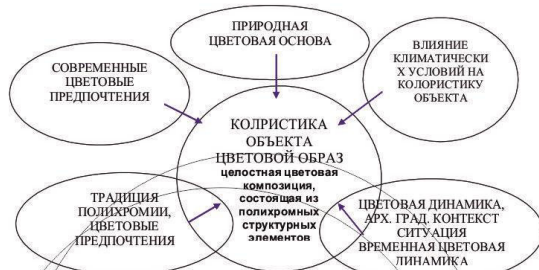 ПРИРОДНАЯ
ЦВЕТОВАЯ ОСНОВА
СОВРЕМЕННЫЕ
ЦВЕТОВЫЕ
ПРЕДПОЧТЕНИЯ
ВЛИЯНИЕ
КЛИМАТИЧЕСКИ
Х УСЛОВИЙ НА
КОЛОРИСТИКУ
ОБЪЕКТА
КОЛРИСТИКА
ОБЪЕКТА
ЦВЕТОВОЙ ОБРАЗ
целостная цветовая
композиция,
состоящая из
полихромных
структурных
элементов
ТРАДИЦИЯ
ПОЛИХРОМИИ,
ЦВЕТОВЫЕ
ПРЕДПОЧТЕНИЯ
ЦВЕТОВАЯ ДИНАМИКА,
АРХ. ГРАД. КОНТЕКСТ
СИТУАЦИЯ
ВРЕМЕННАЯ ЦВЕТОВАЯ
ДИНАМИКА